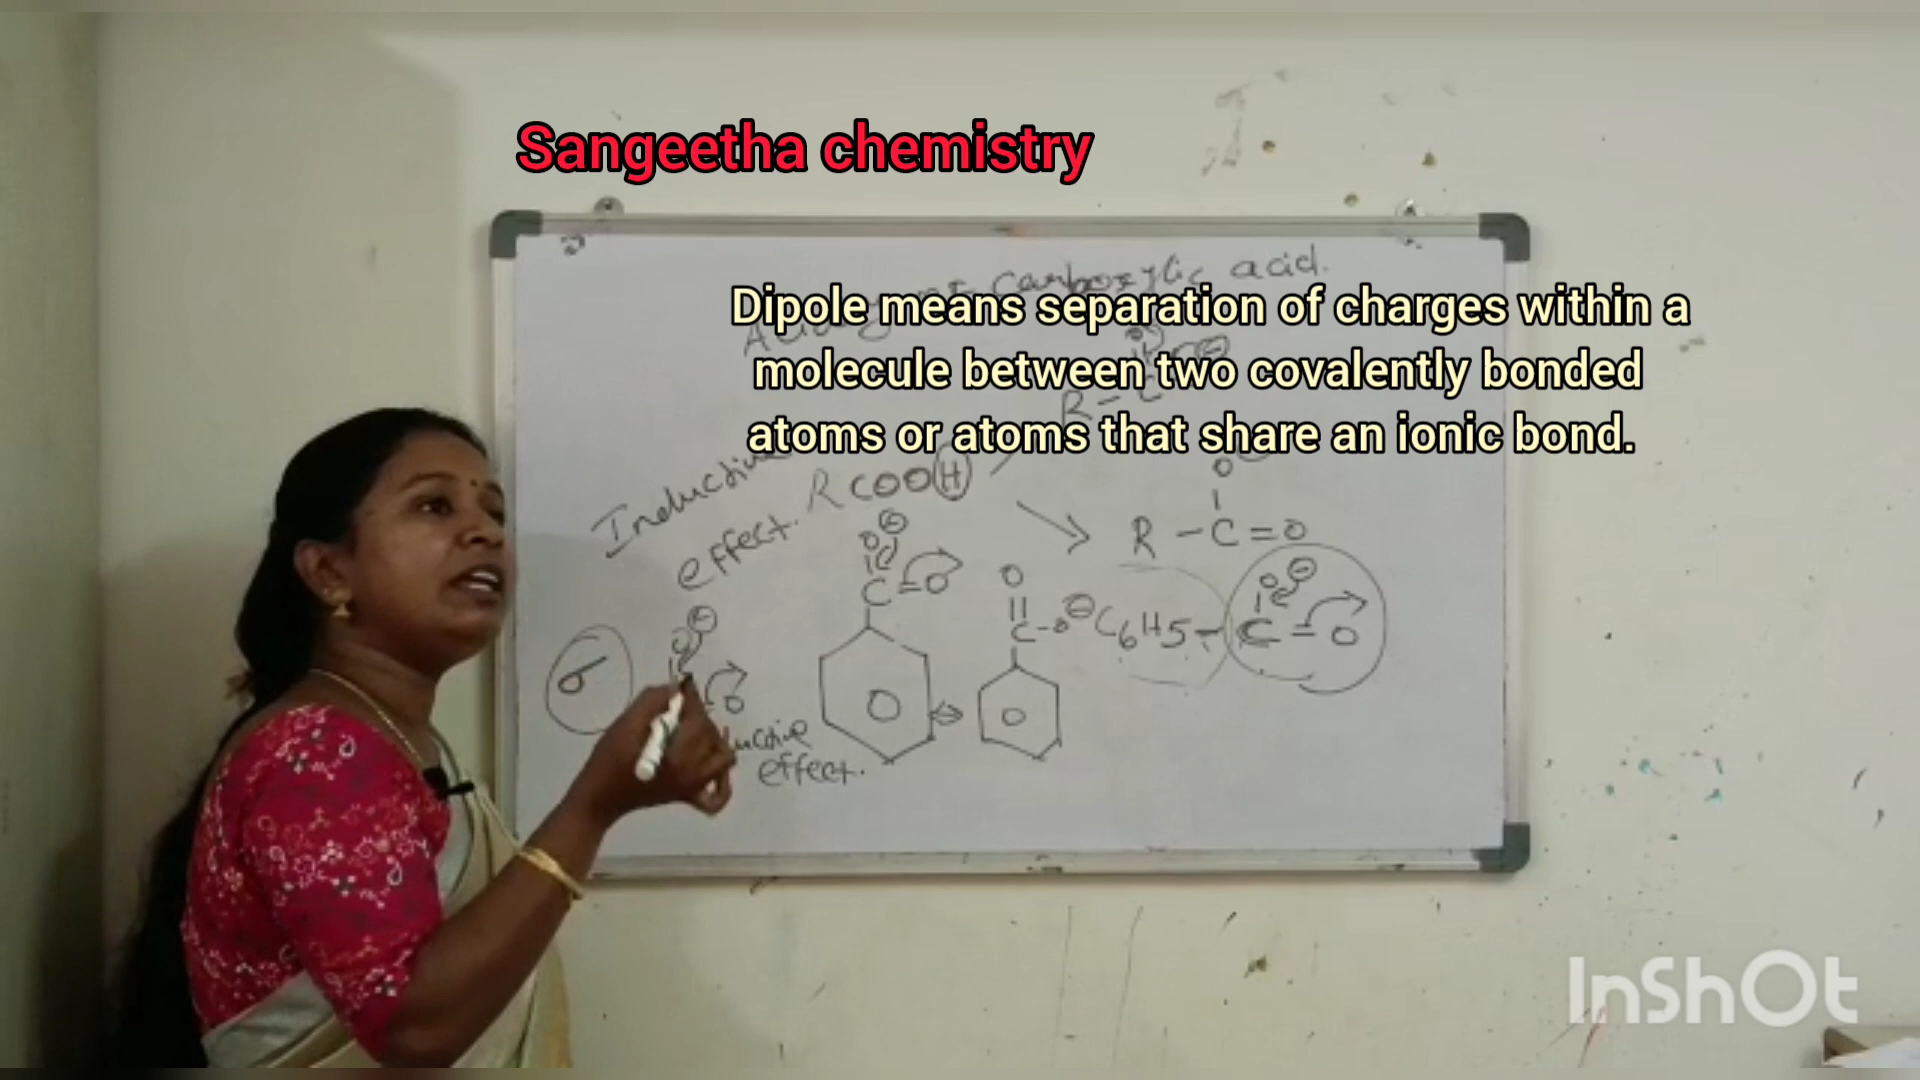 Sangeetha chemistry
carboxylic acid.
Dipole means separation of charges within a
molecule between two covalently bonded
atoms or atoms that share an ionic bond.
R - C
Inductive
effect.
RCOOH
O
R - C = O
O ⊖
C = O
O
C - O ⊖
C6H5 -
O ⊖
C = O
σ
O ⊖
O
effect.
InShOt